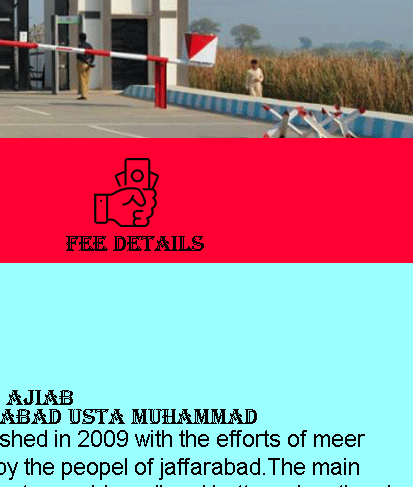 FEE DETAILS
AJIAB
ABAD USTA MUHAMMAD
shed in 2009 with the efforts of meer
by the peopel of jaffarabad.The main